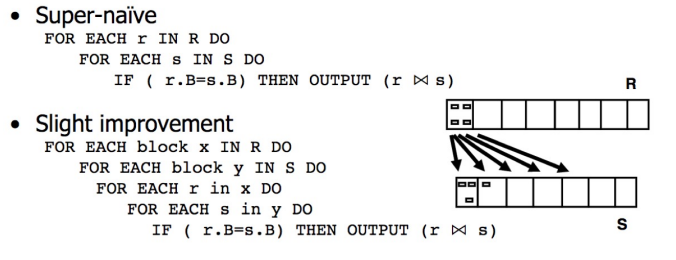 • Super-naïve
FOR EACH r IN R DO
FOR EACH s IN S DO
IF ( r.B=s.B) THEN OUTPUT (r ⋈ s)
R
• Slight improvement
FOR EACH block x IN R DO
FOR EACH block y IN S DO
FOR EACH r in x DO
FOR EACH s in y DO
IF ( r.B=s.B) THEN OUTPUT (r ⋈ s)
S